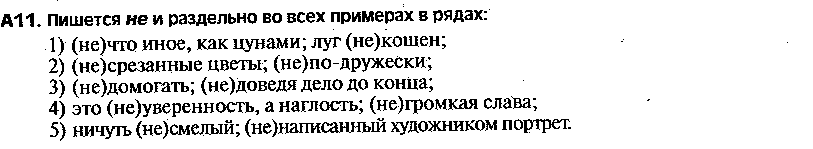 А11. Пишется не и раздельно во всех примерах в рядах:
1) (не)что иное, как цунами; луг (не)кошен;
2) (не)срезанные цветы; (не)по-дружески;
3) (не)домогать; (не)доведя дело до конца;
4) это (не)уверенность, а наглость; (не)громкая слава;
5) ничуть (не)смелый; (не)написанный художником портрет.